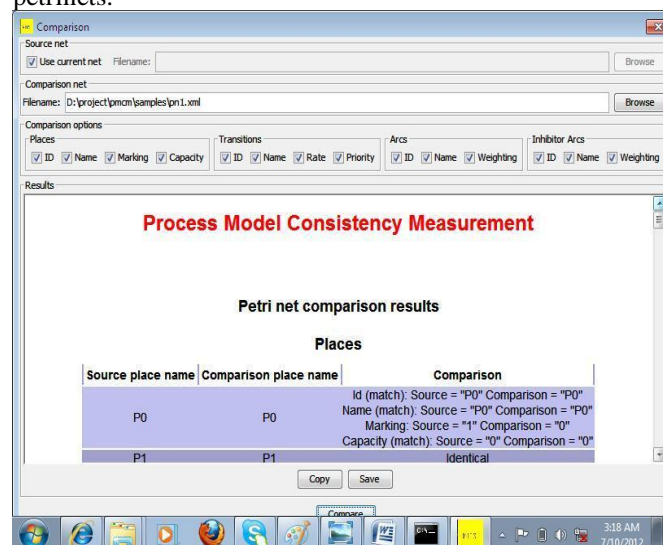 petrinets.
Comparison
Source net
Use current net Filename: Browse
Comparison net
Filename: D:\project\pmcm\samples\pn1.xml Browse
Comparison options
Places Transitions Arcs Inhibitor Arcs
ID Name Marking Capacity ID Name Rate Priority ID Name Weighting ID Name Weighting
Results
Process Model Consistency Measurement
Petri net comparison results
Places
Source place name Comparison place name Comparison
Id (match): Source = "P0" Comparison = "P0"
Name (match): Source = "P0" Comparison = "P0"
P0 P0
Marking: Source = "1" Comparison = "0"
Capacity (match): Source = "0" Comparison = "0"
P1 P1 Identical
Copy Save
Compare
3:18 AM
7/10/2012